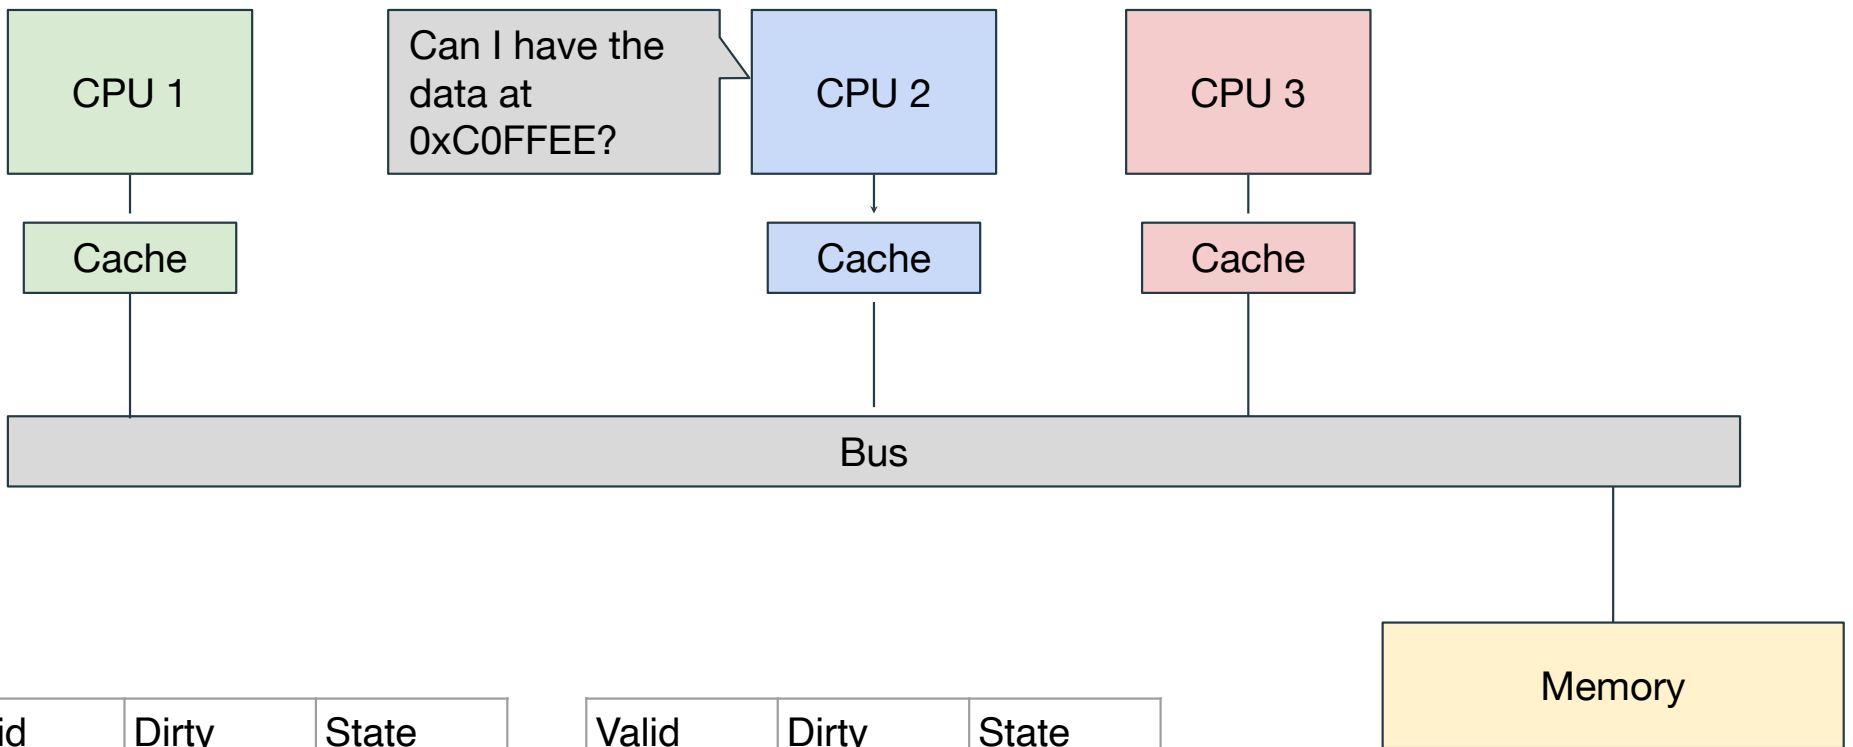 CPU 1
Can I have the
data at
0xC0FFEE?
CPU 2
CPU 3
Cache
Cache
Cache
Bus
Memory
Dirty
State
Valid
Dirty
State